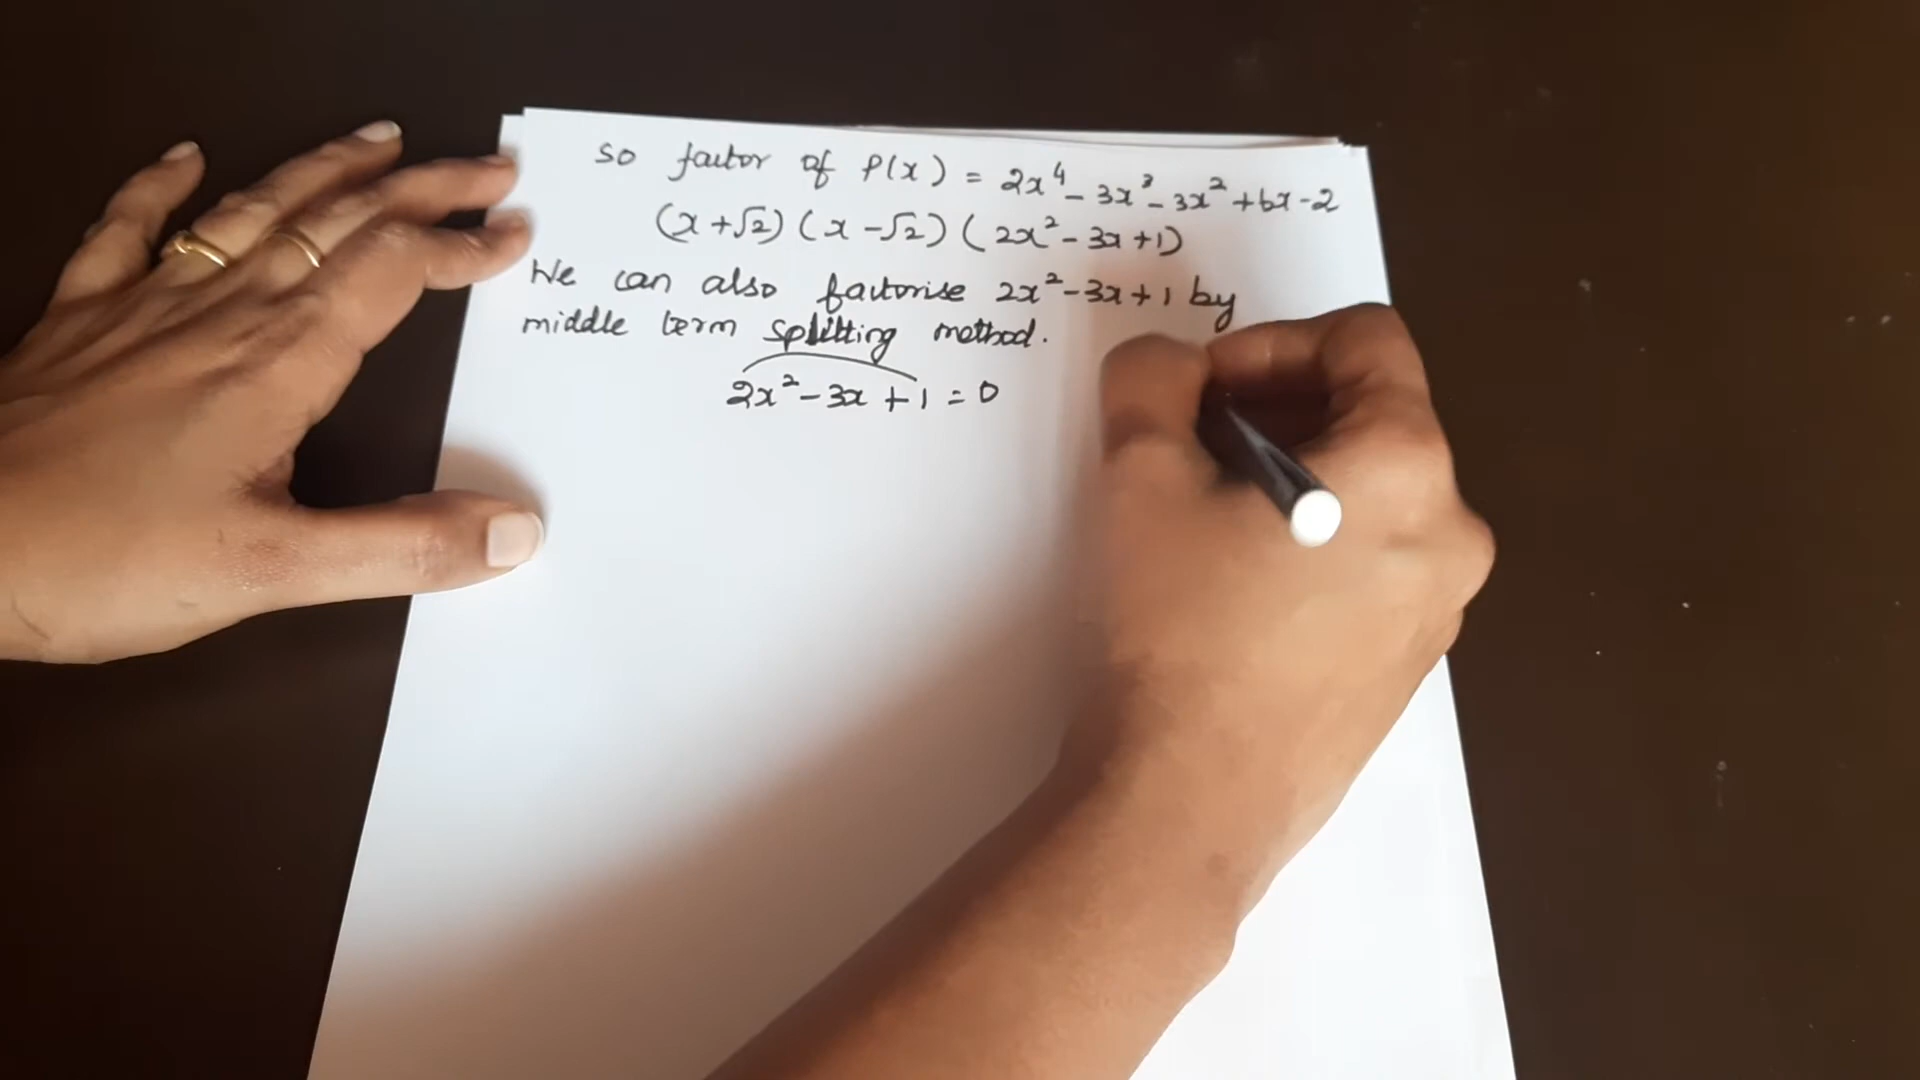 so factor of P(x) = 2x⁴ - 3x³ - 3x² + 6x - 2
(x + √2) (x - √2) ( 2x² - 3x + 1)
We can also factorise 2x² - 3x + 1 by
middle term splitting method.
2x² - 3x + 1 = 0